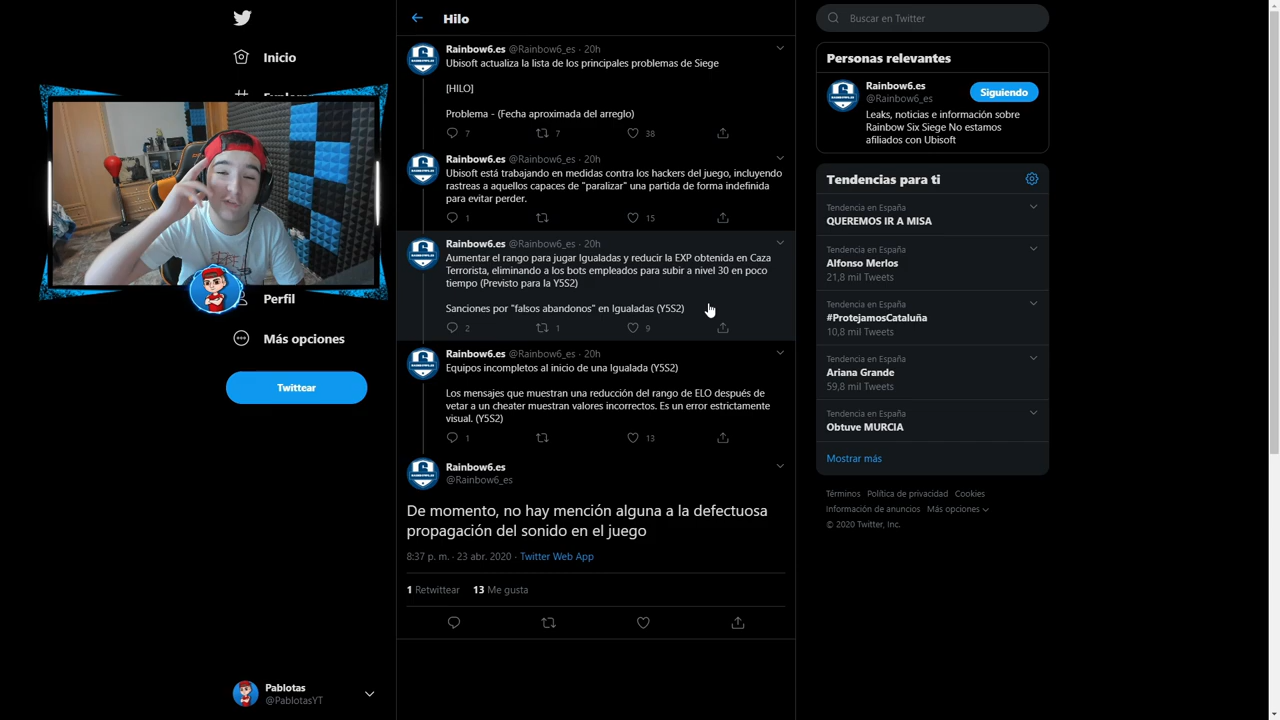 Inicio
Perfil
Más opciones
Twittear
Pablotas
@PablotasYT
Hilo
Rainbow6.es @Rainbow6_es · 20h
Ubisoft actualiza la lista de los principales problemas de Siege
[HILO]
Problema - (Fecha aproximada del arreglo)
7 7 38
Rainbow6.es @Rainbow6_es · 20h
Ubisoft está trabajando en medidas contra los hackers del juego, incluyendo
rastreas a aquellos capaces de "paralizar" una partida de forma indefinida
para evitar perder.
1 15
Rainbow6.es @Rainbow6_es · 20h
Aumentar el rango para jugar Igualadas y reducir la EXP obtenida en Caza
Terrorista, eliminando a los bots empleados para subir a nivel 30 en poco
tiempo (Previsto para la Y5S2)
Sanciones por "falsos abandonos" en Igualadas (Y5S2)
2 1 9
Rainbow6.es @Rainbow6_es · 20h
Equipos incompletos al inicio de una Igualada (Y5S2)
Los mensajes que muestran una reducción del rango de ELO después de
vetar a un cheater muestran valores incorrectos. Es un error estrictamente
visual. (Y5S2)
1 13
Rainbow6.es
@Rainbow6_es
De momento, no hay mención alguna a la defectuosa
propagación del sonido en el juego
8:37 p. m. · 23 abr. 2020 · Twitter Web App
1 Retwittear 13 Me gusta
Buscar en Twitter
Personas relevantes
Rainbow6.es
@Rainbow6_es
Siguiendo
Leaks, noticias e información sobre
Rainbow Six Siege No estamos
afiliados con Ubisoft
Tendencias para ti
Tendencia en España
QUEREMOS IR A MISA
Tendencia en España
Alfonso Merlos
21,8 mil Tweets
Tendencia en España
#ProtejamosCataluña
10,8 mil Tweets
Tendencia en España
Ariana Grande
59,8 mil Tweets
Tendencia en España
Obtuve MURCIA
Mostrar más
Términos Política de privacidad Cookies
Información de anuncios Más opciones
© 2020 Twitter, Inc.